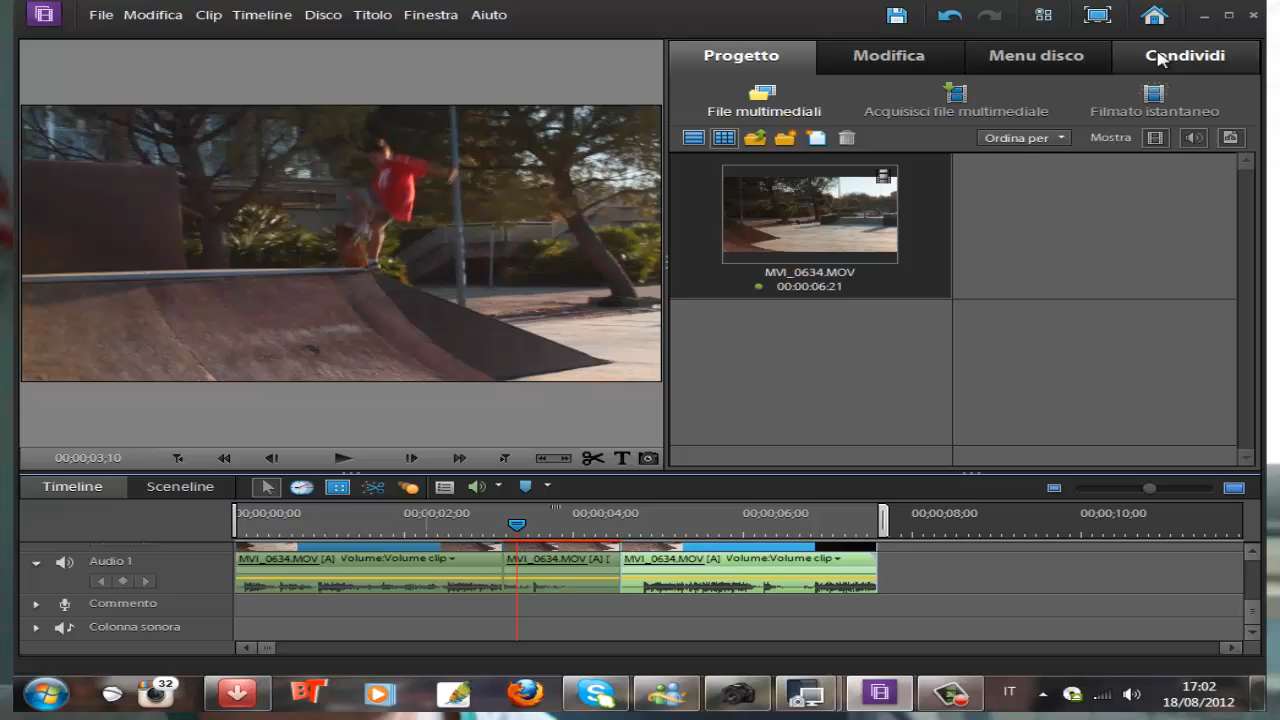 File Modifica Clip Timeline Disco Titolo Finestra Aiuto
Progetto Modifica Menu disco Condividi
File multimediali Acquisisci file multimediale Filmato istantaneo
Ordina per Mostra
MVI_0634.MOV
00:00:06:21
00;00;03;10
Timeline Sceneline
00;00;00;00 00;00;02;00 00;00;04;00 00;00;06;00 00;00;08;00 00;00;10;00
Audio 1 MVI_0634.MOV [A] Volume:Volume clip MVI_0634.MOV [A] [ MVI_0634.MOV [A] Volume:Volume clip
Commento
Colonna sonora
32 BT IT 17:02
18/08/2012